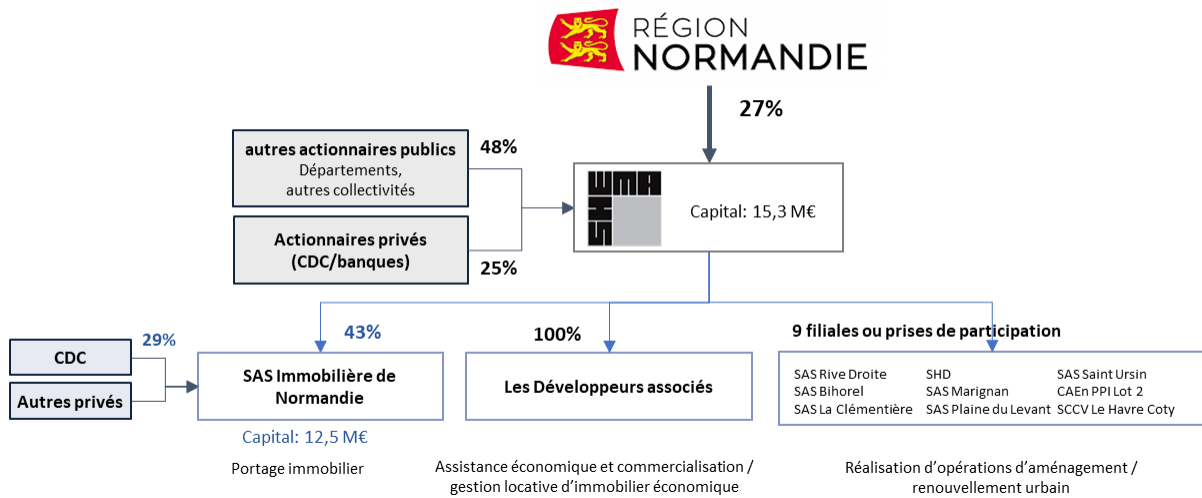 RÉGION
NORMANDIE
27%
autres actionnaires publics
Départements,
autres collectivités
48%
SHEMA
Capital: 15,3 M€
Actionnaires privés
(CDC/banques)
25%
29%
43%
100%
9 filiales ou prises de participation
CDC
Autres privés
SAS Immobilière de
Normandie
Les Développeurs associés
SAS Rive Droite SHD SAS Saint Ursin
SAS Bihorel SAS Marignan CAEn PPI Lot 2
SAS La Clémentière SAS Plaine du Levant SCCV Le Havre Coty
Capital: 12,5 M€
Portage immobilier
Assistance économique et commercialisation /
gestion locative d’immobilier économique
Réalisation d’opérations d’aménagement /
renouvellement urbain